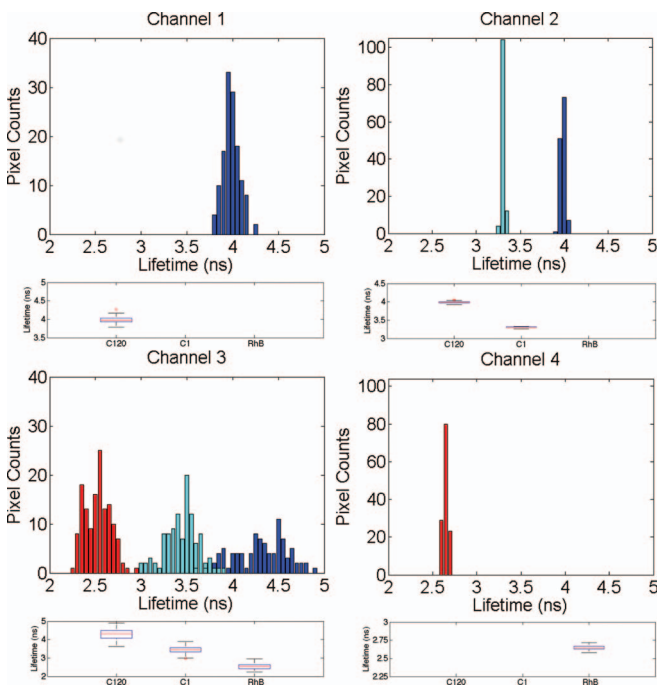 Channel 1
Pixel Counts
40
30
20
10
0
2 2.5 3 3.5 4 4.5 5
Lifetime (ns)
Lifetime (ns)
5
4.5
4
3.5
C120 C1 RhB
Channel 2
Pixel Counts
100
80
60
40
20
0
2 2.5 3 3.5 4 4.5 5
Lifetime (ns)
Lifetime (ns)
4.5
4
3.5
3
C120 C1 RhB
Channel 3
Pixel Counts
40
30
20
10
0
2 2.5 3 3.5 4 4.5 5
Lifetime (ns)
Lifetime (ns)
5
4
3
2
C120 C1 RhB
Channel 4
Pixel Counts
100
80
60
40
20
0
2 2.5 3 3.5 4 4.5 5
Lifetime (ns)
Lifetime (ns)
3
2.75
2.5
2.25
C120 C1 RhB